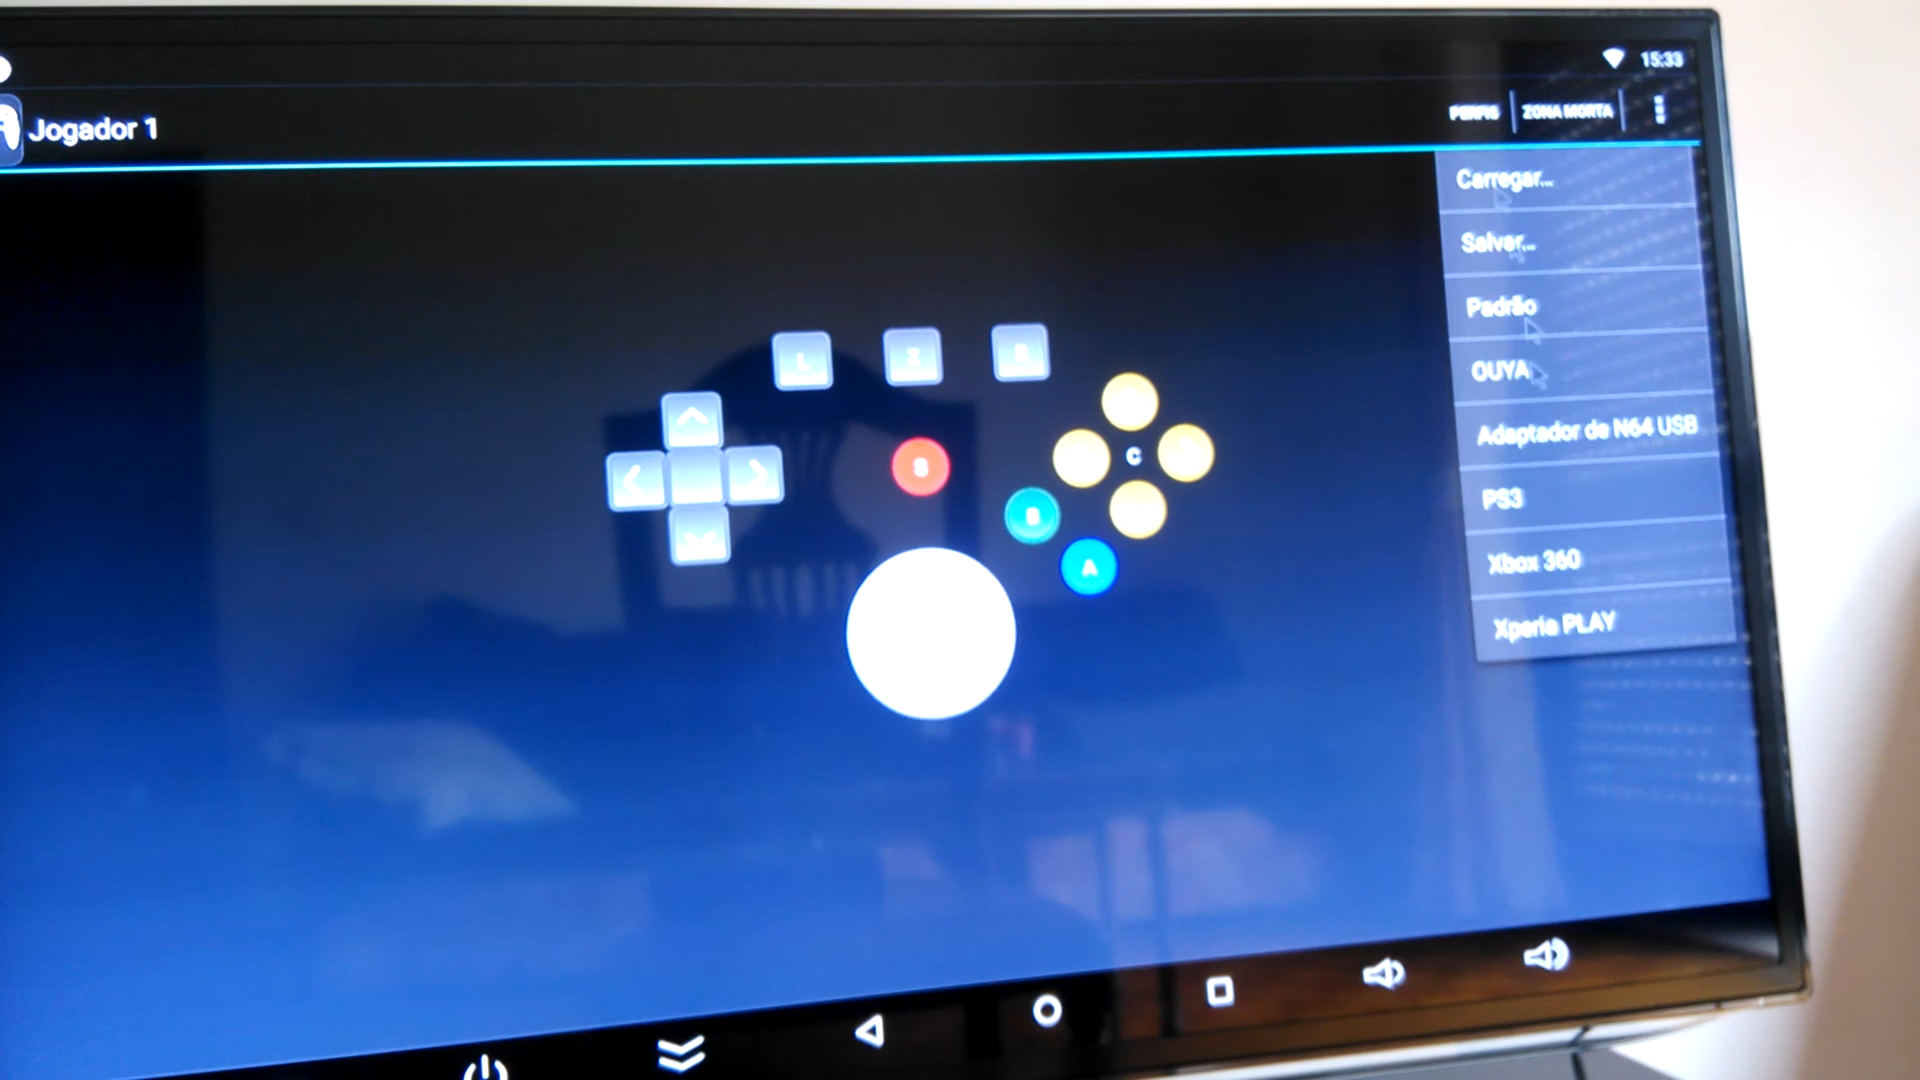 15:33
Jogador 1
PERFIS
ZONA MORTA
Carregar...
Salvar...
Padrão
OUYA
Adaptador de N64 USB
PS3
Xbox 360
Xperia PLAY
L
Z
R
S
C
B
A